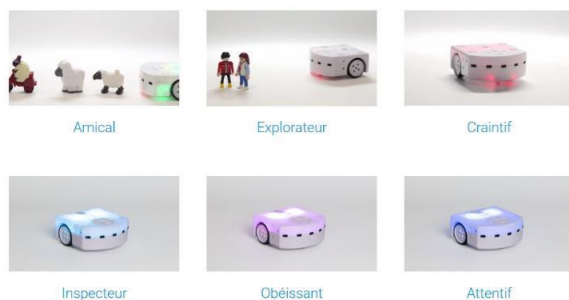 Amical
Explorateur
Craintif
Inspecteur
Obéissant
Attentif